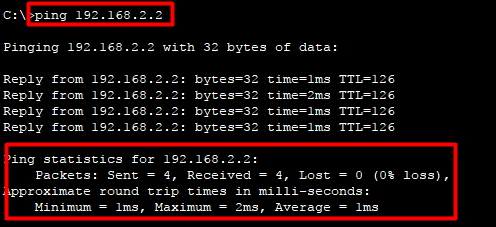 C:\>ping 192.168.2.2
Pinging 192.168.2.2 with 32 bytes of data:
Reply from 192.168.2.2: bytes=32 time=1ms TTL=126
Reply from 192.168.2.2: bytes=32 time=2ms TTL=126
Reply from 192.168.2.2: bytes=32 time=1ms TTL=126
Reply from 192.168.2.2: bytes=32 time=1ms TTL=126
Ping statistics for 192.168.2.2:
    Packets: Sent = 4, Received = 4, Lost = 0 (0% loss),
Approximate round trip times in milli-seconds:
    Minimum = 1ms, Maximum = 2ms, Average = 1ms